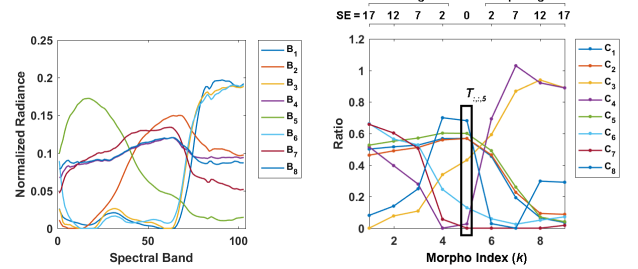 SE = 17 12 7 2 0 2 7 12 17
0.25
0.2
0.15
0.1
0.05
0
1 50 100
Spectral Band
Normalized Radiance
B1
B2
B3
B4
B5
B6
B7
B8
1.2
1
0.8
0.6
0.4
0.2
0
2 4 6 8
Morpho Index (k)
Ratio
T:,:,5
C1
C2
C3
C4
C5
C6
C7
C8